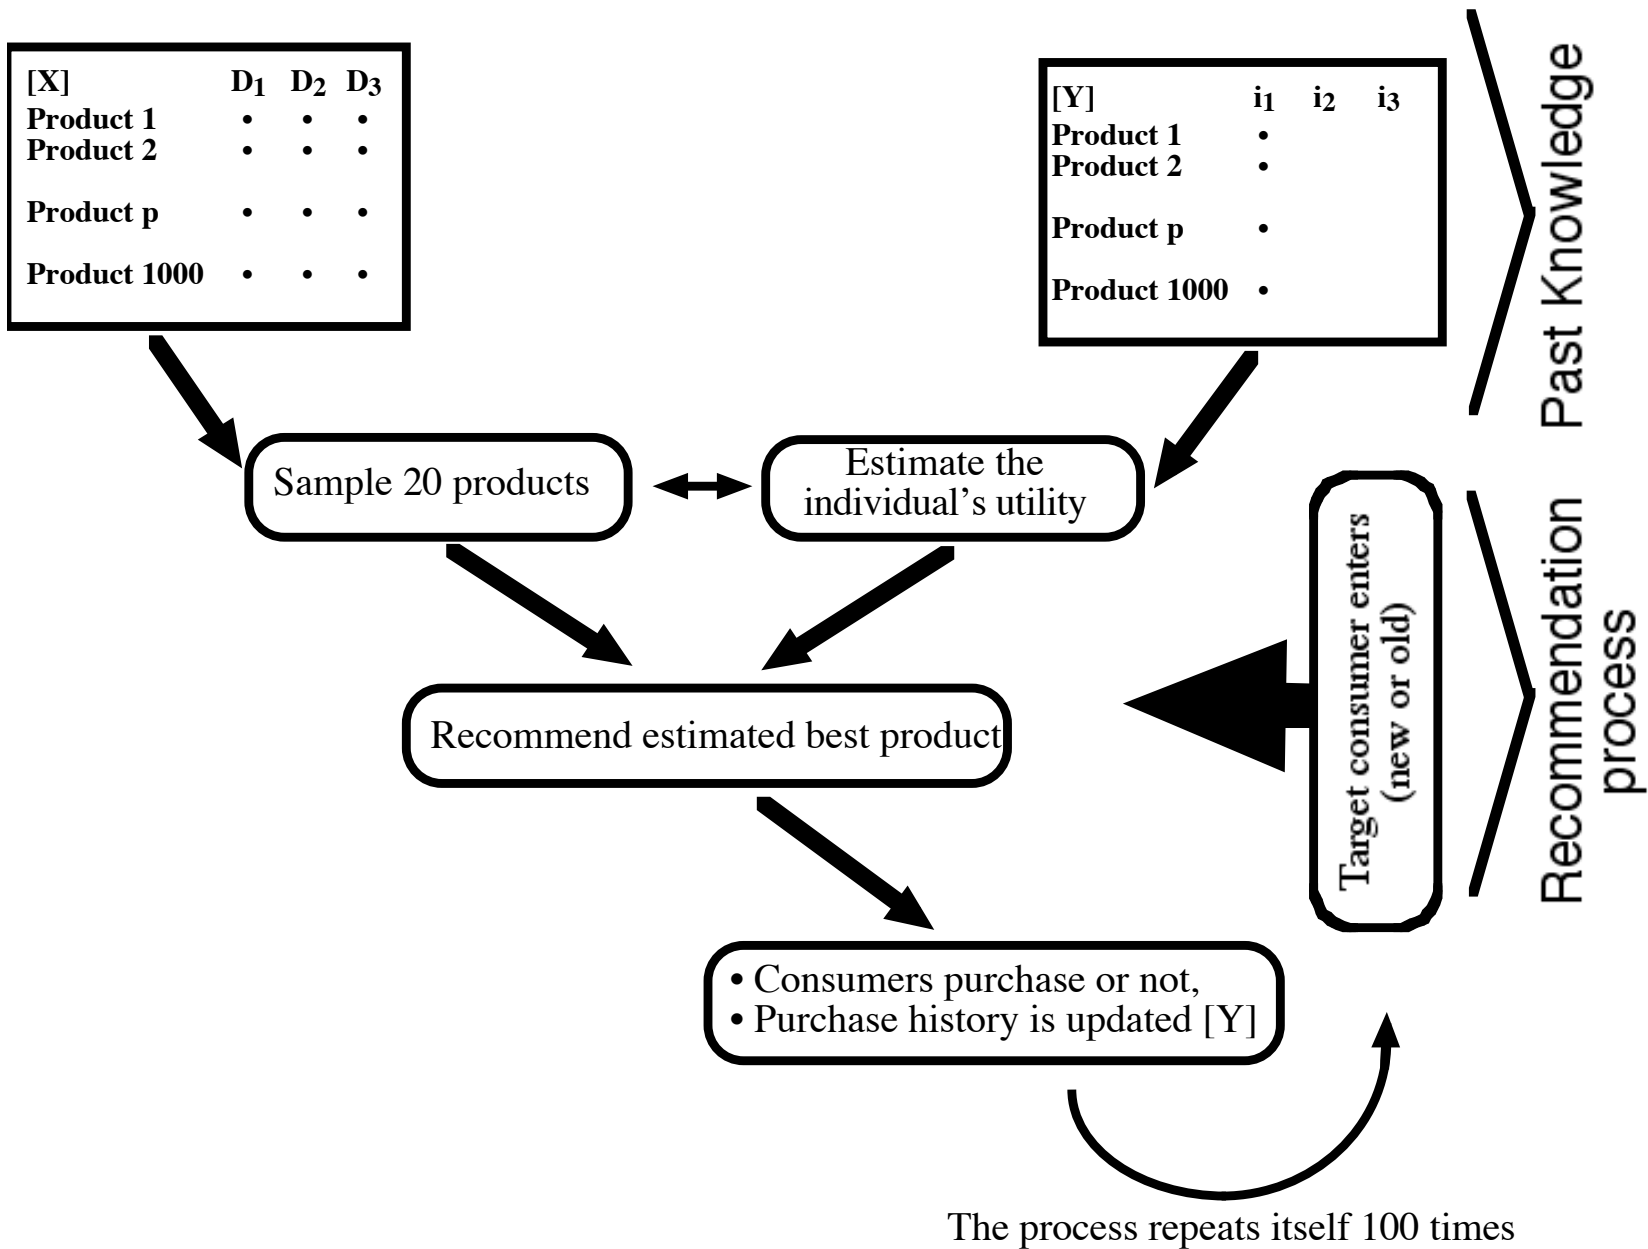 [X] D1 D2 D3
Product 1 • • •
Product 2 • • •
Product p • • •
Product 1000 • • •
[Y] i1 i2 i3
Product 1 •
Product 2 •
Product p •
Product 1000 •
Past Knowledge
Sample 20 products
Estimate the
individual’s utility
Target consumer enters
(new or old)
Recommendation
process
Recommend estimated best product
• Consumers purchase or not,
• Purchase history is updated [Y]
The process repeats itself 100 times